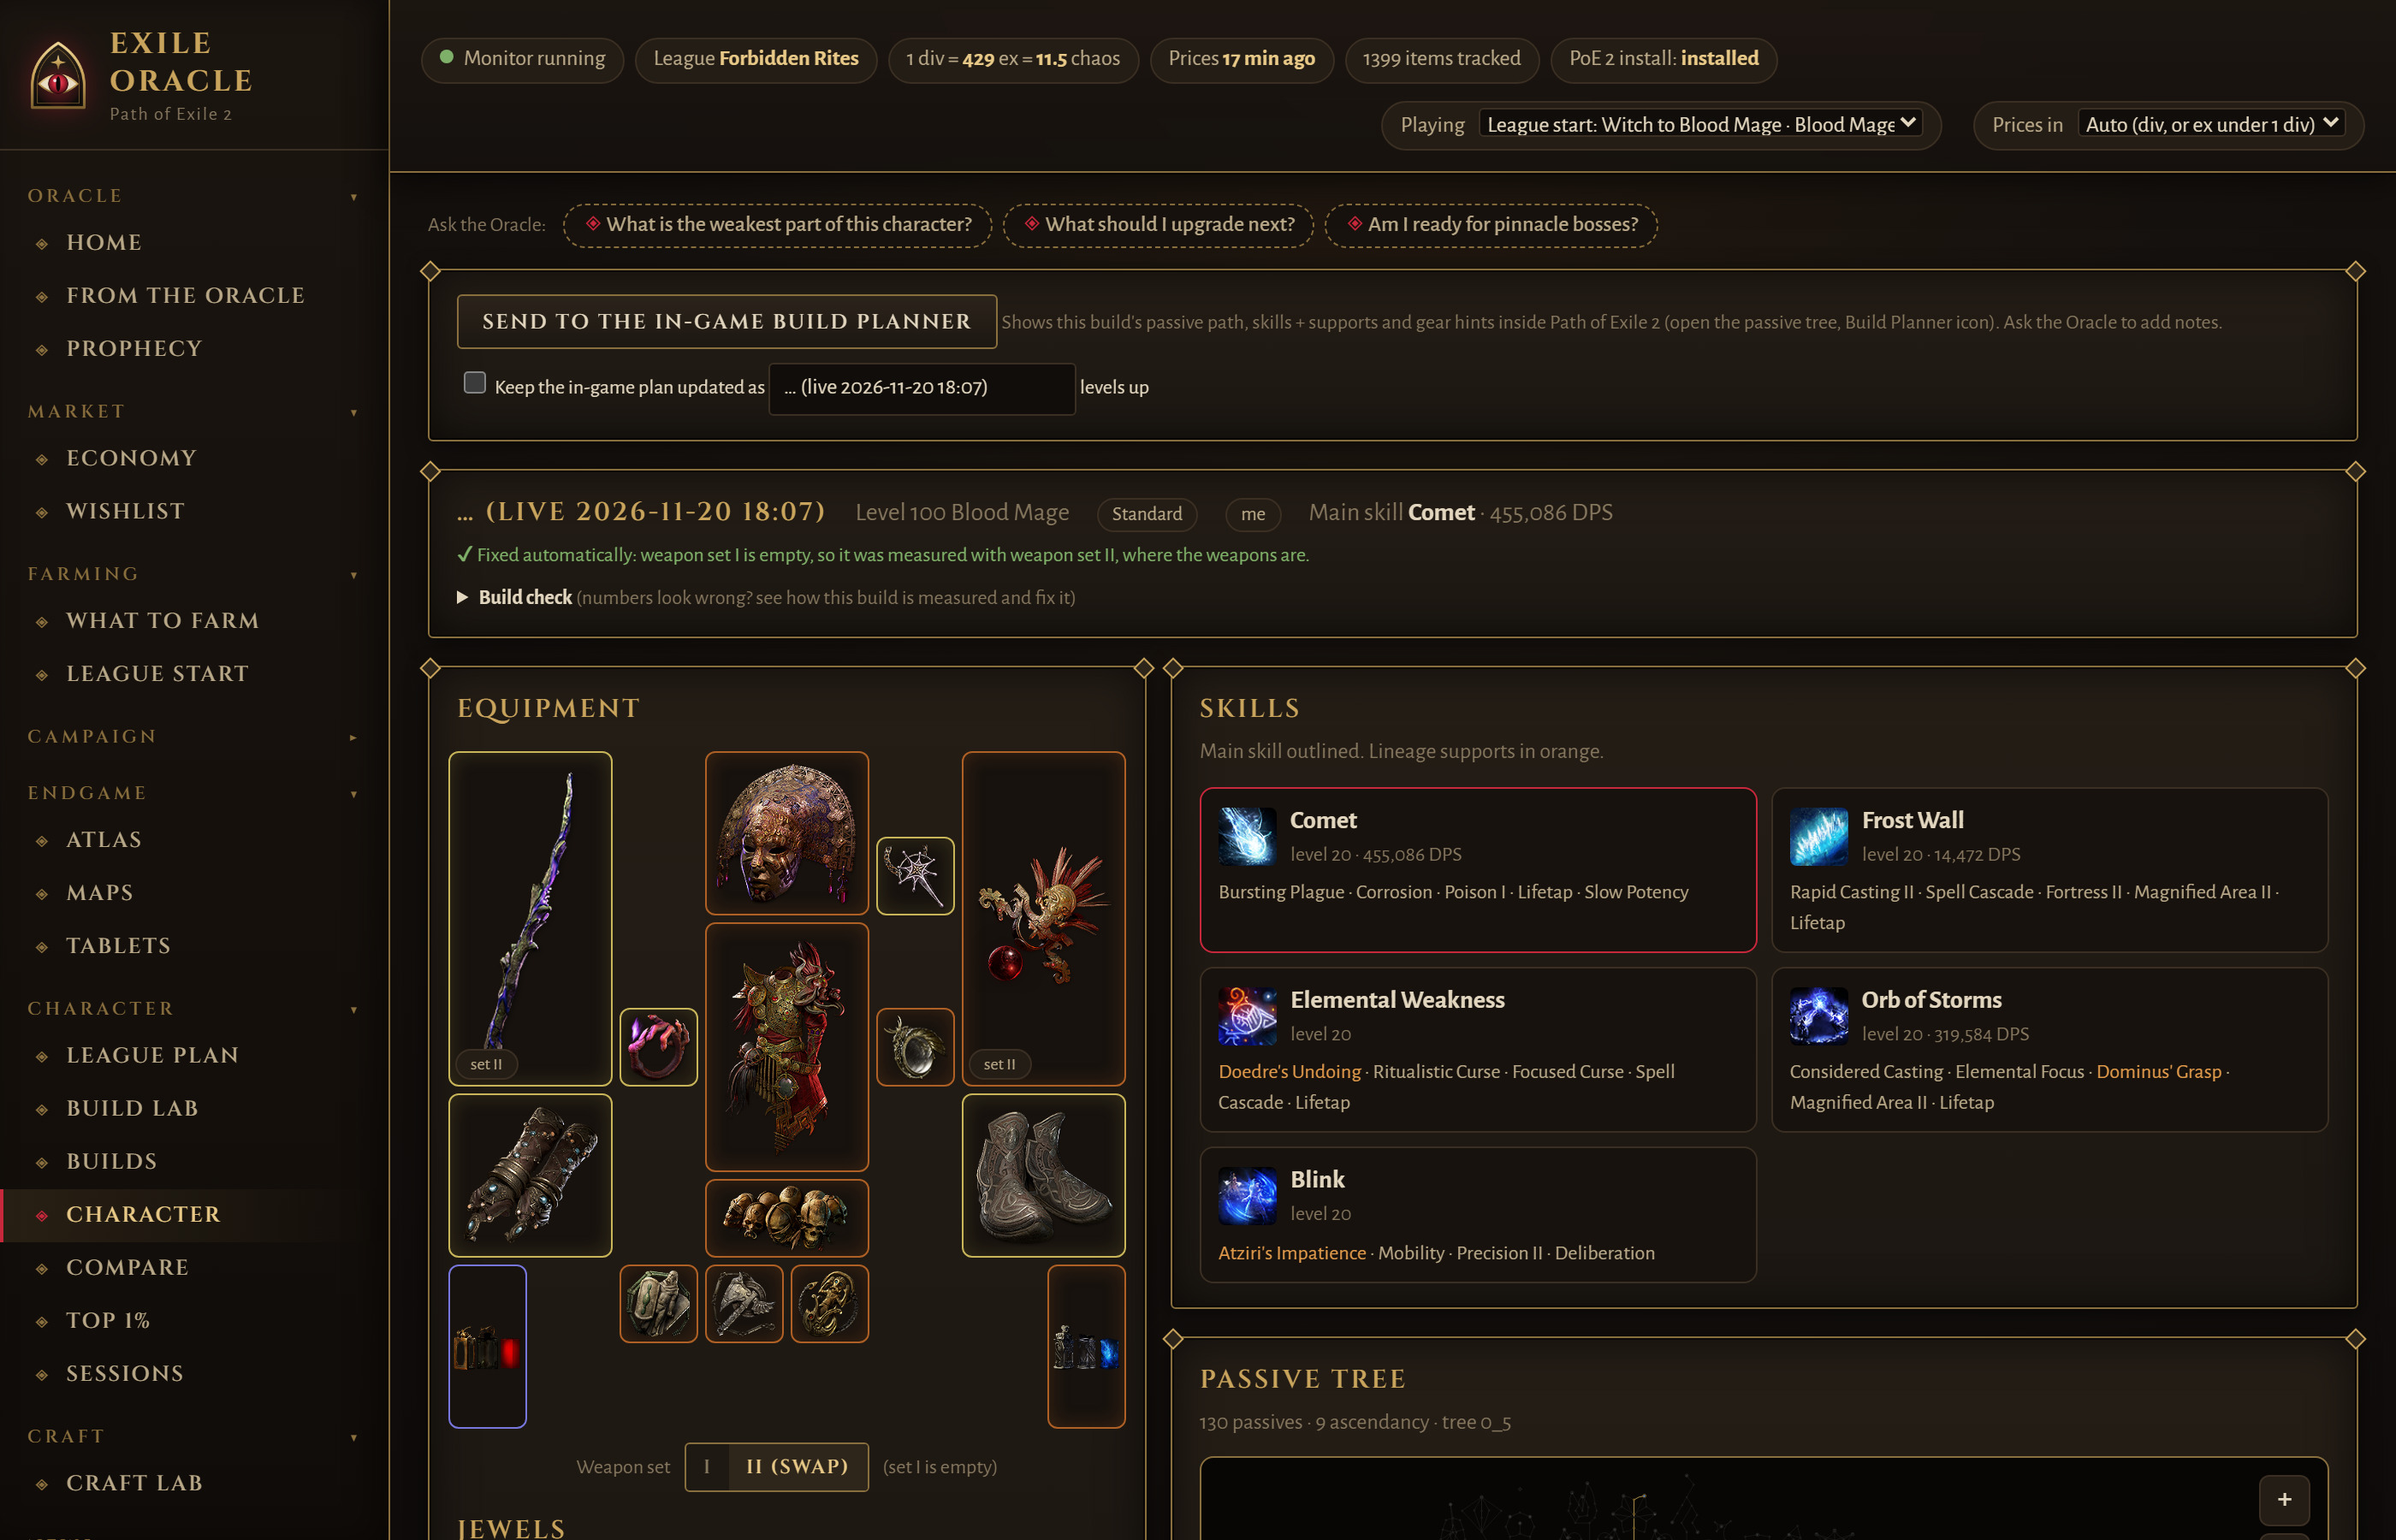 EXILE
ORACLE
Path of Exile 2
Monitor running
League Forbidden Rites
1 div = 429 ex = 11.5 chaos
Prices 17 min ago
1399 items tracked
PoE 2 install: installed
Playing
League start: Witch to Blood Mage · Blood Mage
Prices in
Auto (div, or ex under 1 div)
ORACLE
HOME
FROM THE ORACLE
PROPHECY
MARKET
ECONOMY
WISHLIST
FARMING
WHAT TO FARM
LEAGUE START
CAMPAIGN
ENDGAME
ATLAS
MAPS
TABLETS
CHARACTER
LEAGUE PLAN
BUILD LAB
BUILDS
CHARACTER
COMPARE
TOP 1%
SESSIONS
CRAFT
CRAFT LAB
Ask the Oracle:
What is the weakest part of this character?
What should I upgrade next?
Am I ready for pinnacle bosses?
SEND TO THE IN-GAME BUILD PLANNER
Shows this build's passive path, skills + supports and gear hints inside Path of Exile 2 (open the passive tree, Build Planner icon). Ask the Oracle to add notes.
Keep the in-game plan updated as ... (live 2026-11-20 18:07) levels up
... (LIVE 2026-11-20 18:07)
Level 100 Blood Mage
Standard
me
Main skill Comet · 455,086 DPS
✓ Fixed automatically: weapon set I is empty, so it was measured with weapon set II, where the weapons are.
Build check (numbers look wrong? see how this build is measured and fix it)
EQUIPMENT
set II
set II
Weapon set
I
II (SWAP)
(set I is empty)
JEWELS
SKILLS
Main skill outlined. Lineage supports in orange.
Comet
level 20 · 455,086 DPS
Bursting Plague · Corrosion · Poison I · Lifetap · Slow Potency
Frost Wall
level 20 · 14,472 DPS
Rapid Casting II · Spell Cascade · Fortress II · Magnified Area II ·
Lifetap
Elemental Weakness
level 20
Doedre's Undoing · Ritualistic Curse · Focused Curse · Spell
Cascade · Lifetap
Orb of Storms
level 20 · 319,584 DPS
Considered Casting · Elemental Focus · Dominus' Grasp ·
Magnified Area II · Lifetap
Blink
level 20
Atziri's Impatience · Mobility · Precision II · Deliberation
PASSIVE TREE
130 passives · 9 ascendancy · tree 0_5
+